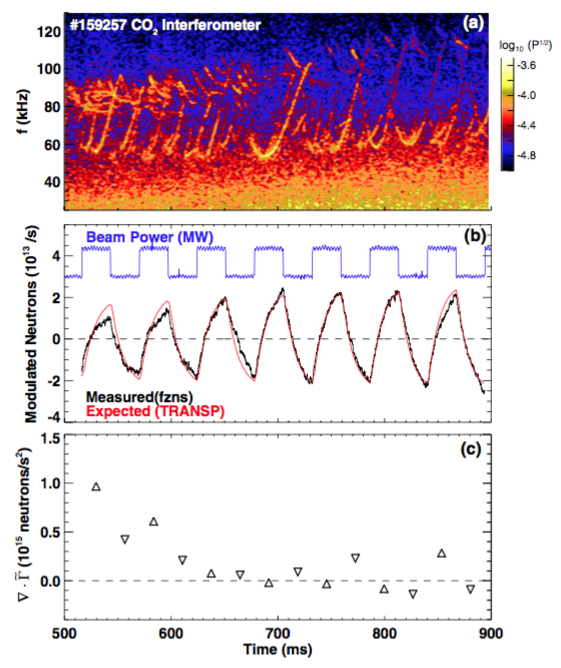 #159257 CO2 Interferometer
(a)
log10 (P1/2)
f (kHz)
120
100
80
60
40
-3.6
-4.0
-4.4
-4.8
Beam Power (MW)
(b)
Modulated Neutrons (10^13 /s)
4
2
0
-2
-4
Measured(fzns)
Expected (TRANSP)
(c)
∇ · Γ̃ (10^15 neutrons/s^2)
1.5
1.0
0.5
0.0
500 600 700 800 900
Time (ms)